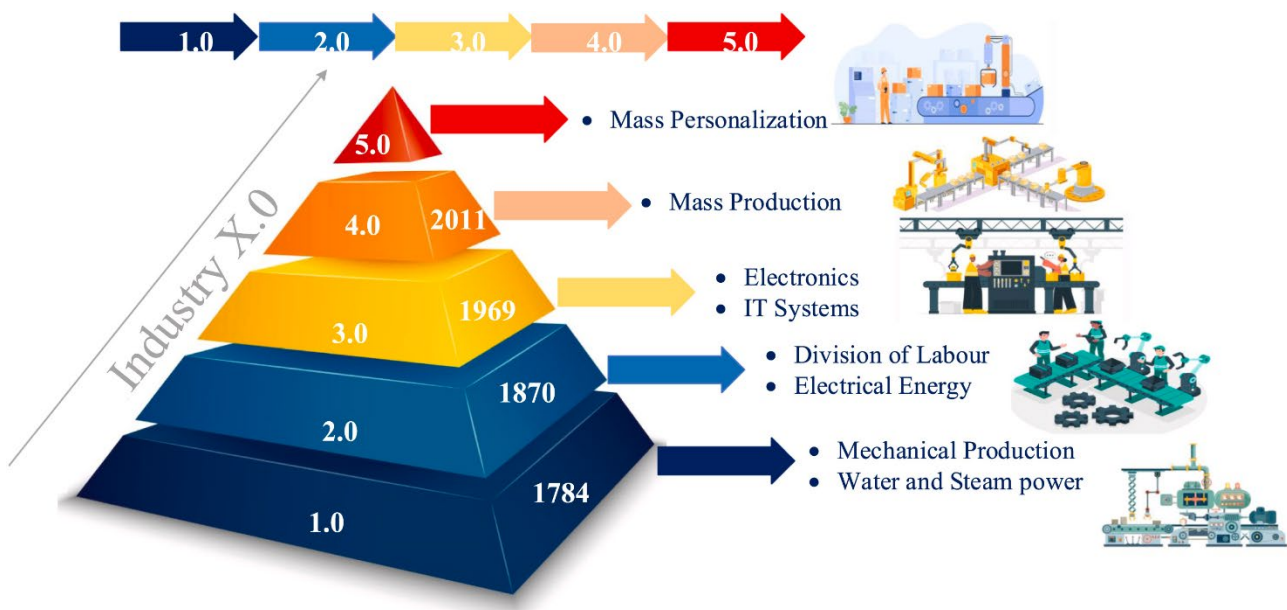 1.0 2.0 3.0 4.0 5.0
Industry X.0
5.0
• Mass Personalization
4.0 2011
• Mass Production
3.0 1969
• Electronics
• IT Systems
2.0 1870
• Division of Labour
• Electrical Energy
1.0 1784
• Mechanical Production
• Water and Steam power